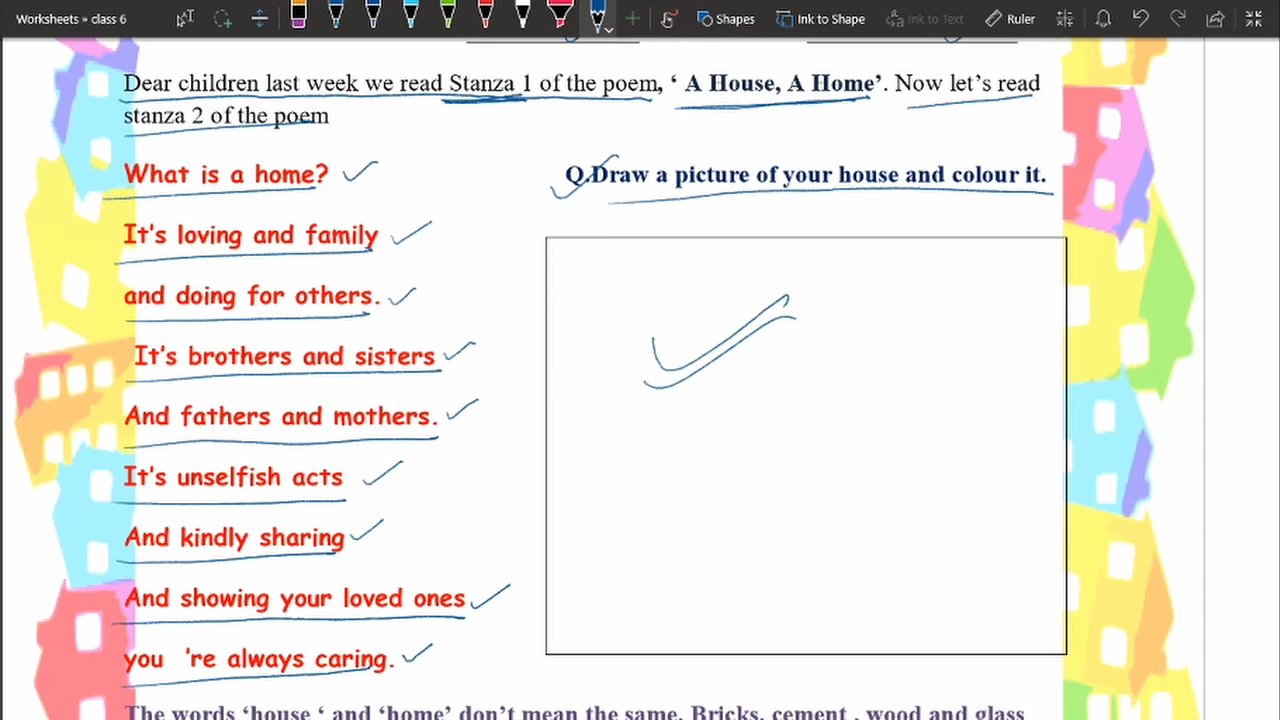 Worksheets » class 6
Shapes
Ink to Shape
Ink to Text
Ruler
Dear children last week we read Stanza 1 of the poem, ‘ A House, A Home’. Now let’s read
stanza 2 of the poem
What is a home?
Q.Draw a picture of your house and colour it.
It's loving and family
and doing for others.
It's brothers and sisters
And fathers and mothers.
It's unselfish acts
And kindly sharing
And showing your loved ones
you 're always caring.
The words ‘house ‘ and ‘home’ don’t mean the same. Bricks, cement , wood and glass